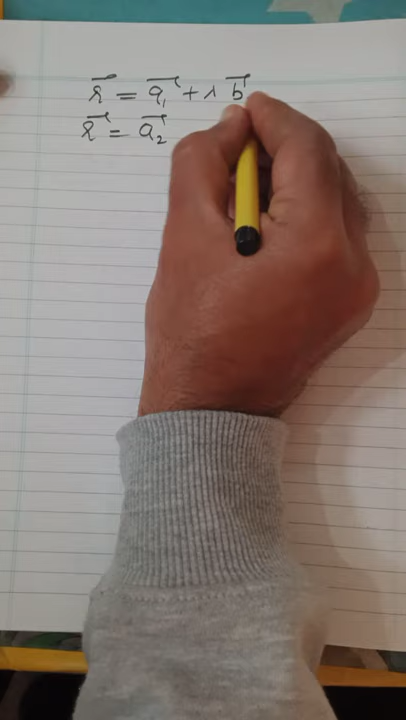 r⃗ = a⃗₁ + λ b⃗
r⃗ = a⃗₂